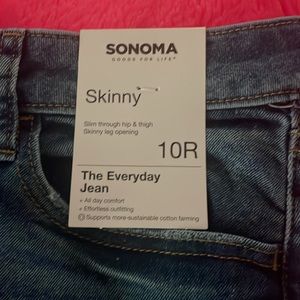 SONOMA
GOODS FOR LIFE®
Skinny
Slim through hip & thigh
Skinny leg opening
10R
The Everyday
Jean
+ All day comfort
+ Effortless outfitting
Supports more-sustainable cotton farming